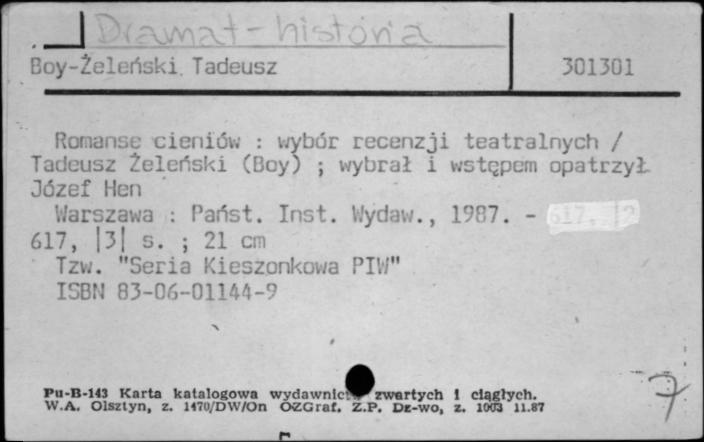 Dramat - historia
Boy-Żeleński. Tadeusz 301301
Romanse cieniów : wybór recenzji teatralnych /
Tadeusz Żeleński (Boy) ; wybrał i wstępem opatrzył
Józef Hen
Warszawa : Państ. Inst. Wydaw., 1987. - 617,
617, |3| s. ; 21 cm
Tzw. "Seria Kieszonkowa PIW"
ISBN 83-06-01144-9
Pu-B-143 Karta katalogowa wydawnictw zwartych i ciągłych.
W.A. Olsztyn, z. 1470/DW/On OZGraf. Z.P. Dz-wo, z. 1003 11.87
7